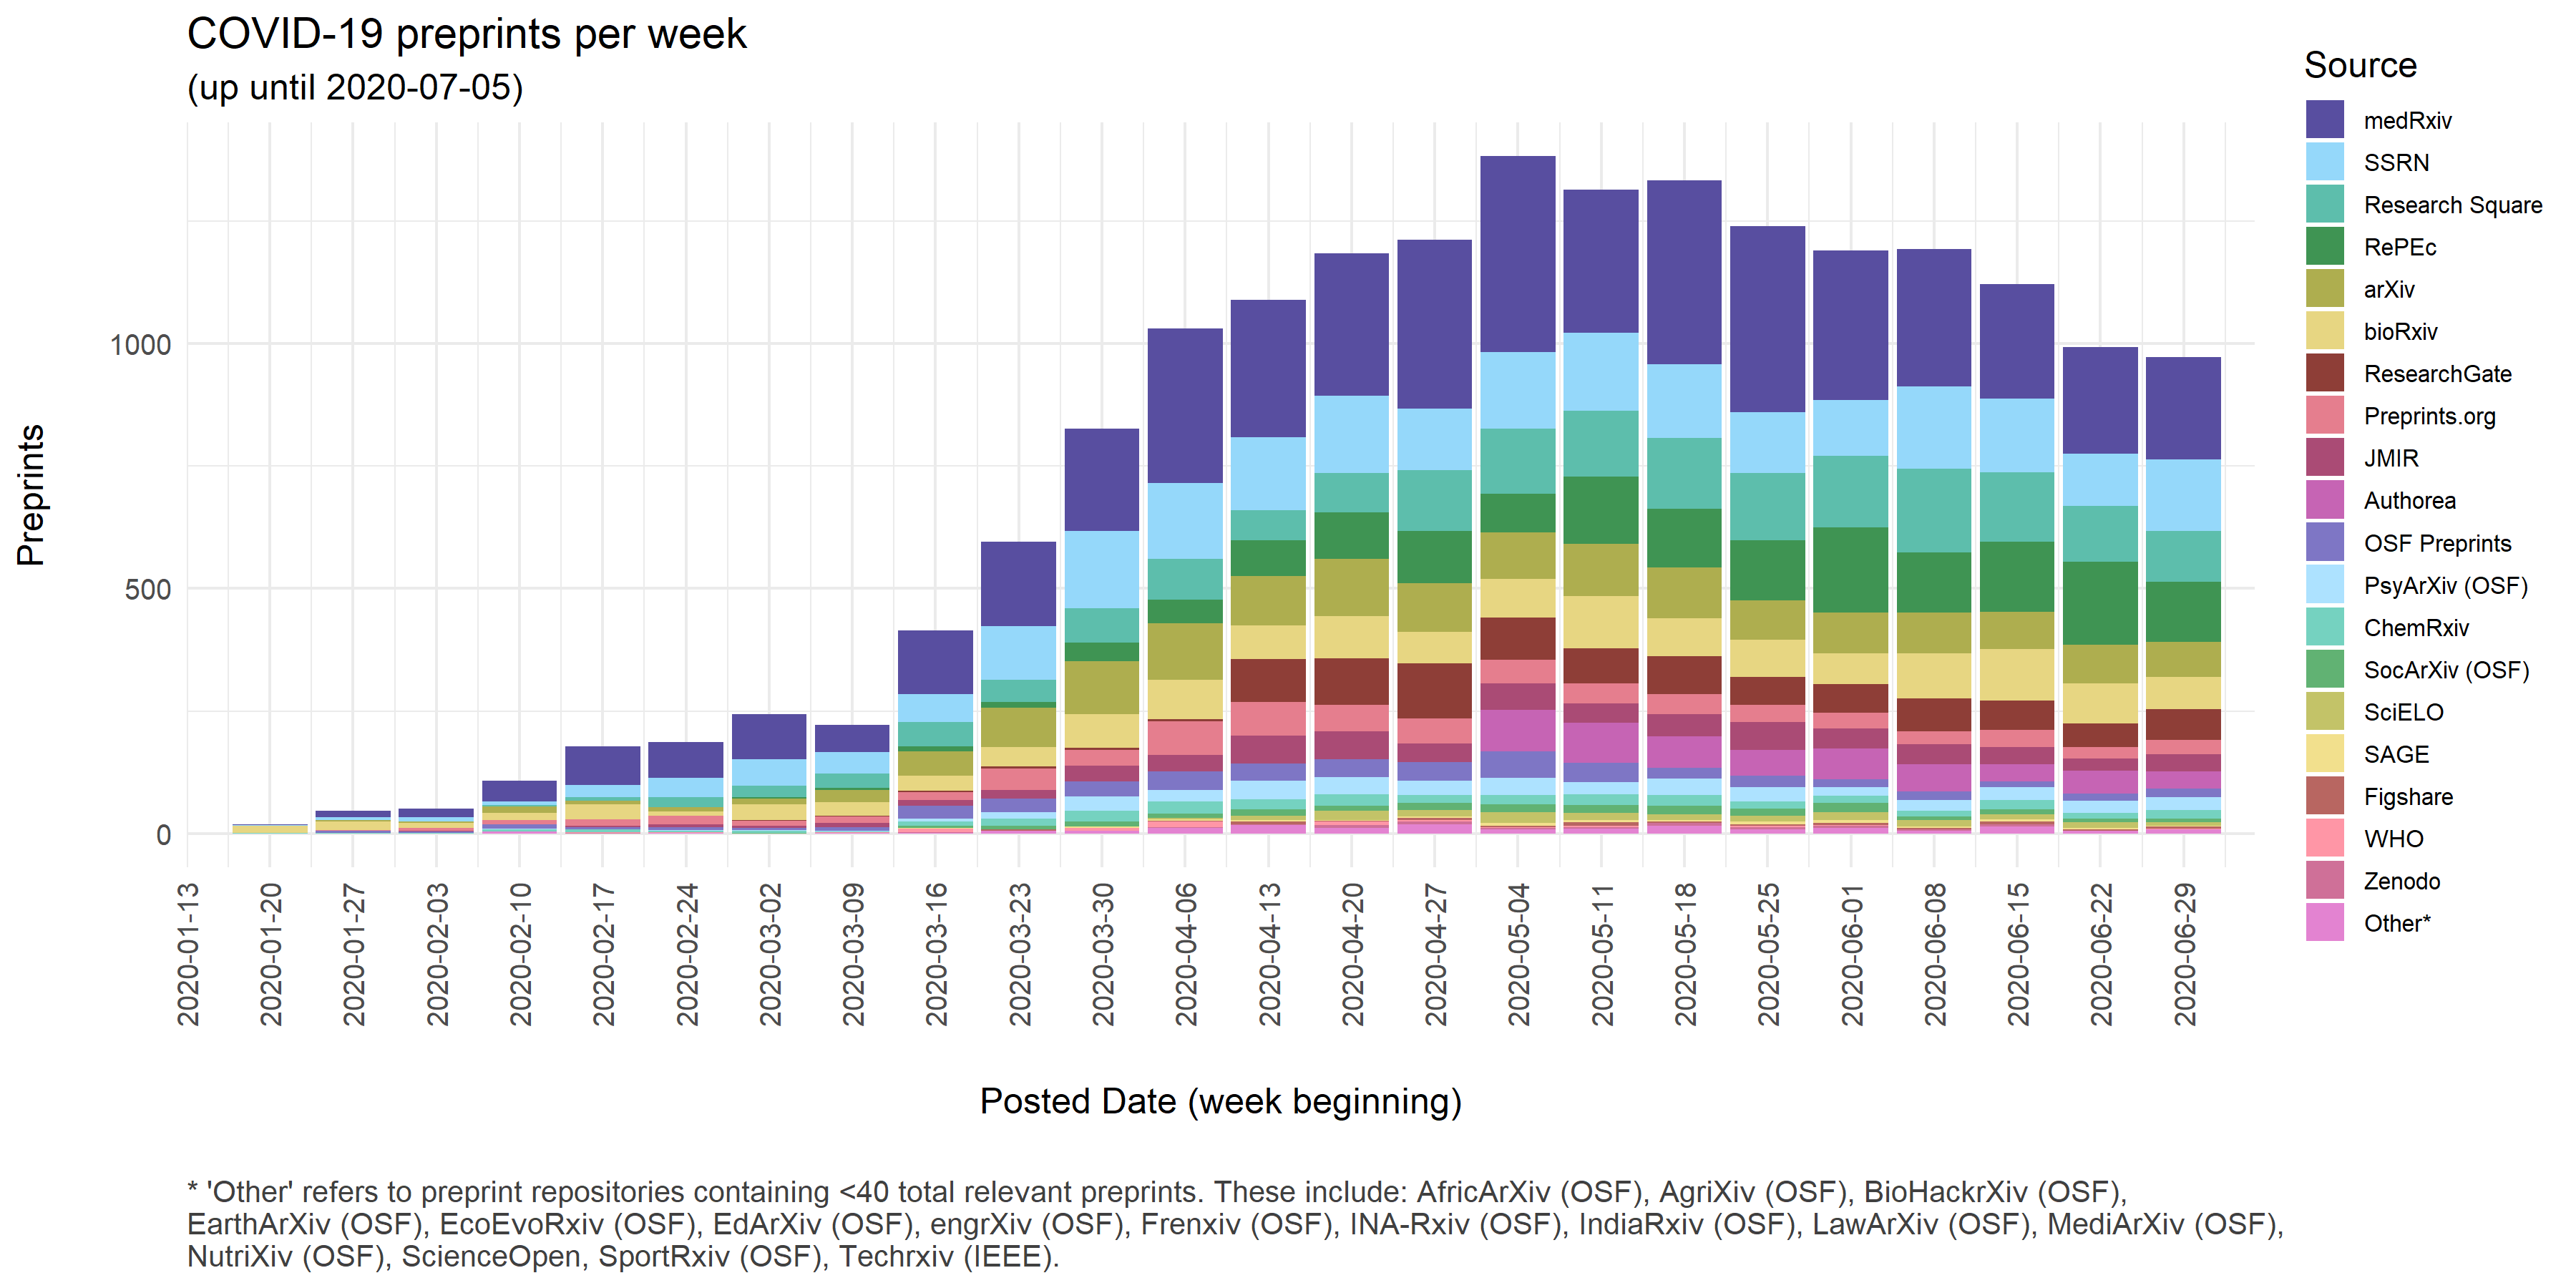 COVID-19 preprints per week
(up until 2020-07-05)
Source
medRxiv
SSRN
Research Square
RePEc
arXiv
bioRxiv
ResearchGate
Preprints.org
JMIR
Authorea
OSF Preprints
PsyArXiv (OSF)
ChemRxiv
SocArXiv (OSF)
SciELO
SAGE
Figshare
WHO
Zenodo
Other*
Preprints
1000
500
0
2020-01-13
2020-01-20
2020-01-27
2020-02-03
2020-02-10
2020-02-17
2020-02-24
2020-03-02
2020-03-09
2020-03-16
2020-03-23
2020-03-30
2020-04-06
2020-04-13
2020-04-20
2020-04-27
2020-05-04
2020-05-11
2020-05-18
2020-05-25
2020-06-01
2020-06-08
2020-06-15
2020-06-22
2020-06-29
Posted Date (week beginning)
* 'Other' refers to preprint repositories containing <40 total relevant preprints. These include: AfricArXiv (OSF), AgriXiv (OSF), BioHackrXiv (OSF),
EarthArXiv (OSF), EcoEvoRxiv (OSF), EdArXiv (OSF), engrXiv (OSF), Frenxiv (OSF), INA-Rxiv (OSF), IndiaRxiv (OSF), LawArXiv (OSF), MediArXiv (OSF),
NutriXiv (OSF), ScienceOpen, SportRxiv (OSF), Techrxiv (IEEE).